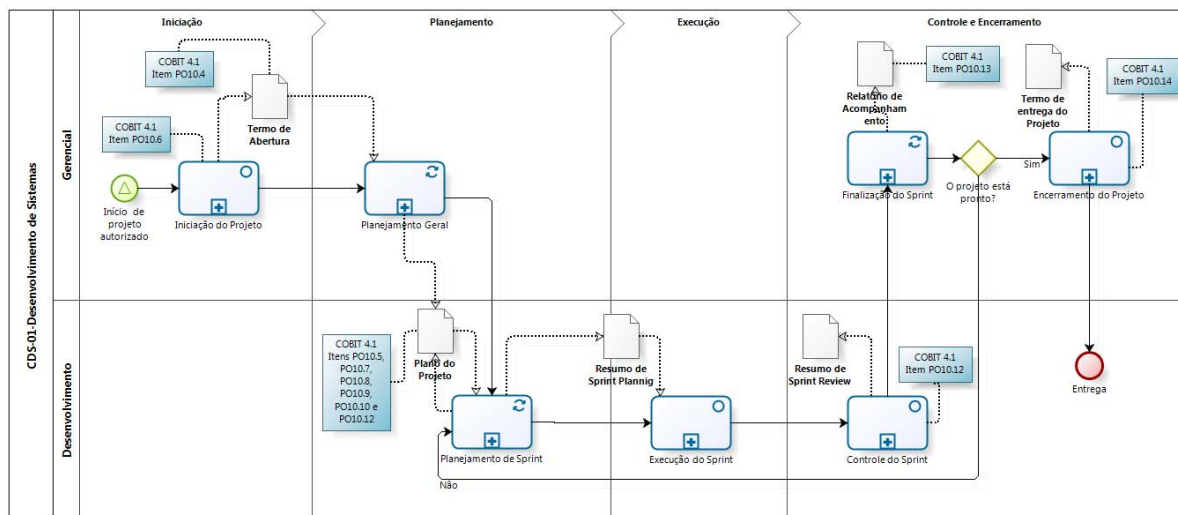 Iniciação
Planejamento
Execução
Controle e Encerramento
CDS-01-Desenvolvimento de Sistemas
Gerencial
COBIT 4.1
Item PO10.4
COBIT 4.1
Item PO10.6
Termo de
Abertura
Início de
projeto
autorizado
Iniciação do Projeto
Planejamento Geral
Relatório de
Acompanham
ento
COBIT 4.1
Item PO10.13
Termo de
entrega do
Projeto
COBIT 4.1
Item PO10.14
Finalização do Sprint
O projeto está
pronto?
Sim
Encerramento do Projeto
Desenvolvimento
COBIT 4.1
Itens PO10.5,
PO10.7,
PO10.8,
PO10.9,
PO10.10 e
PO10.12
Plano do
Projeto
Resumo de
Sprint Plannig
Resumo de
Sprint Review
COBIT 4.1
Item PO10.12
Entrega
Planejamento de Sprint
Execução do Sprint
Controle do Sprint
Não